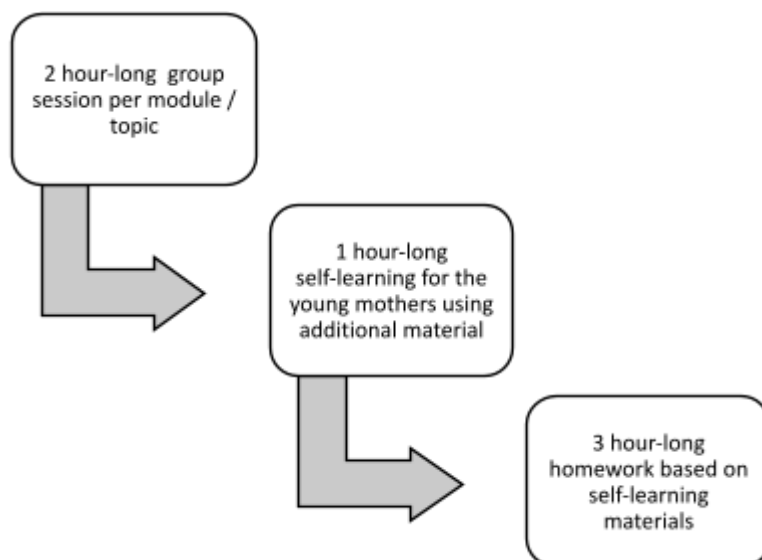 2 hour-long group
session per module /
topic
1 hour-long
self-learning for the
young mothers using
additional material
3 hour-long
homework based on
self-learning
materials